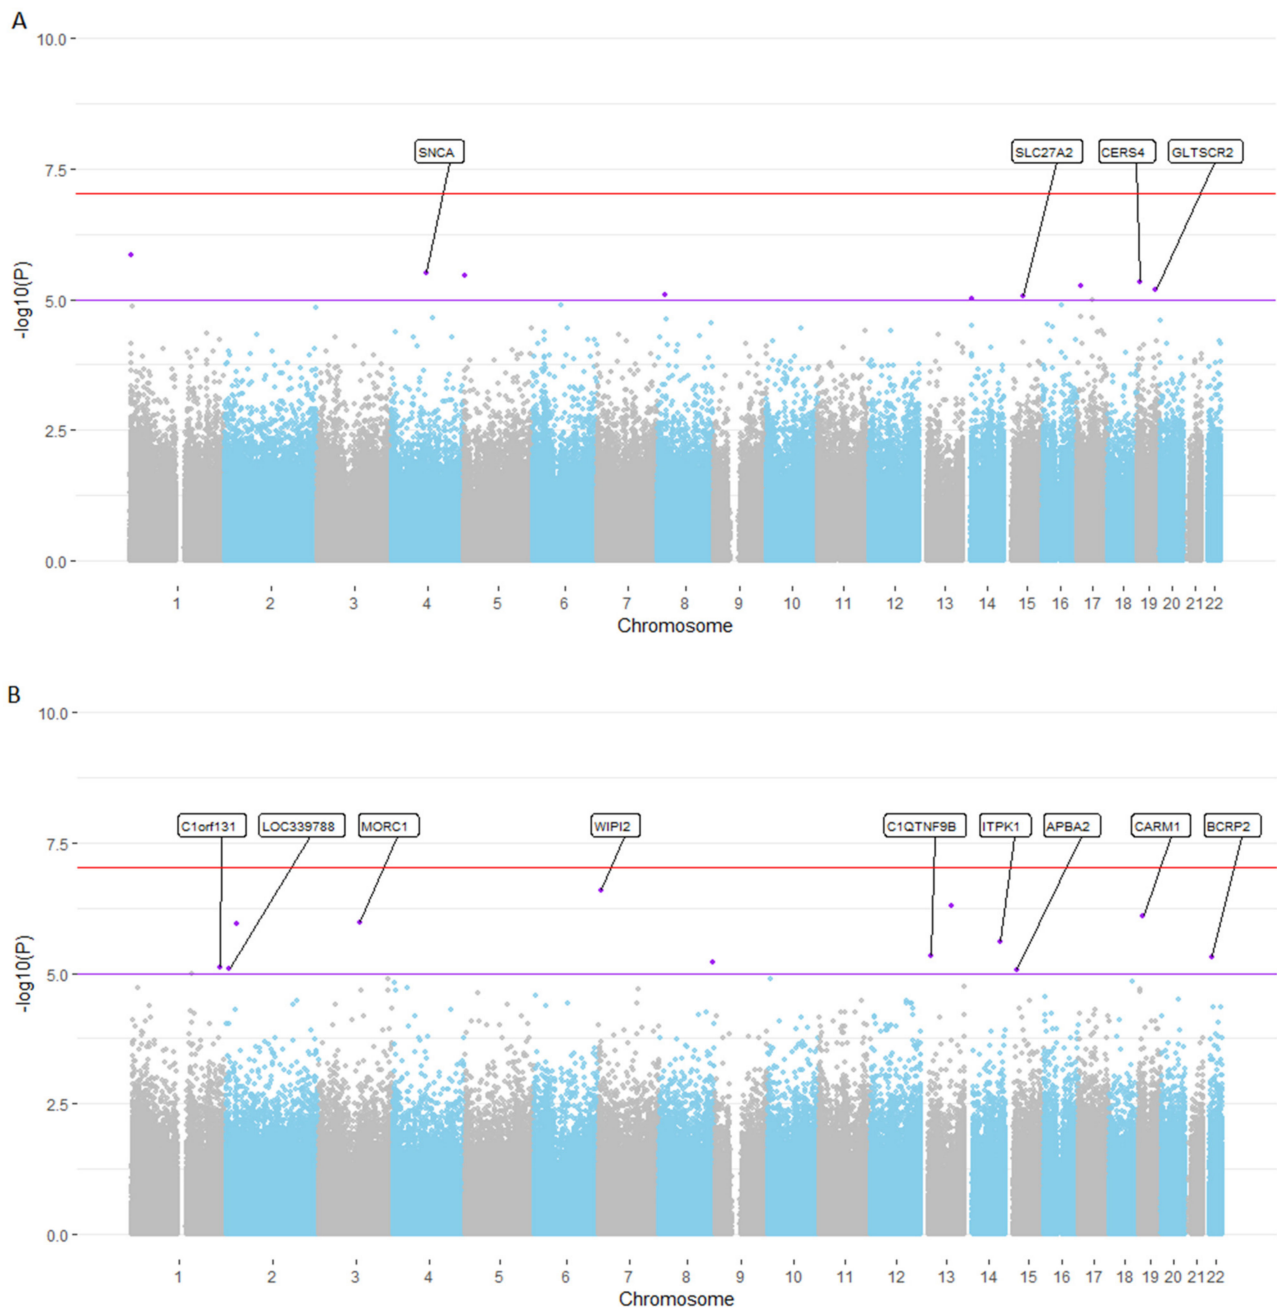 A
10.0
SNCA
SLC27A2
CERS4
GLTSCR2
7.5
5.0
2.5
0.0
-log10(P)
1 2 3 4 5 6 7 8 9 10 11 12 13 14 15 16 17 18 19 20 21 22
Chromosome
B
10.0
C1orf131
LOC339788
MORC1
WIPI2
C1QTNF9B
ITPK1
APBA2
CARM1
BCRP2
7.5
5.0
2.5
0.0
-log10(P)
1 2 3 4 5 6 7 8 9 10 11 12 13 14 15 16 17 18 19 20 21 22
Chromosome